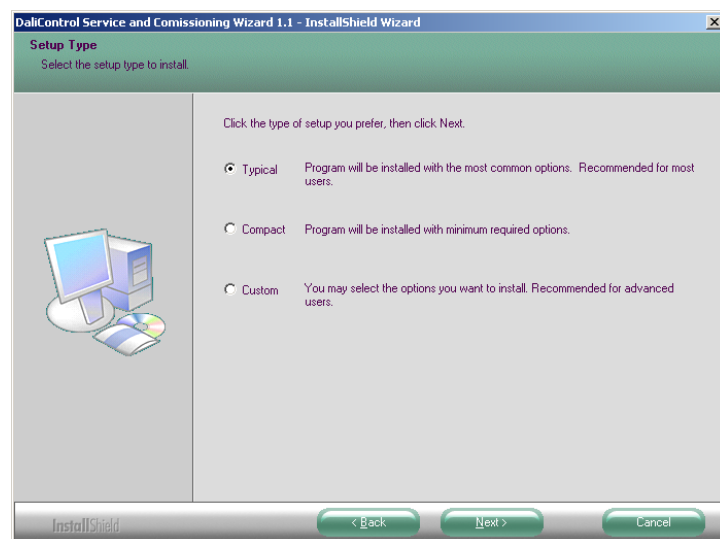 DaliControl Service and Comissioning Wizard 1.1 - InstallShield Wizard
Setup Type
Select the setup type to install.
Click the type of setup you prefer, then click Next.
Typical Program will be installed with the most common options. Recommended for most
users.
Compact Program will be installed with minimum required options.
Custom You may select the options you want to install. Recommended for advanced
users.
InstallShield
< Back Next > Cancel